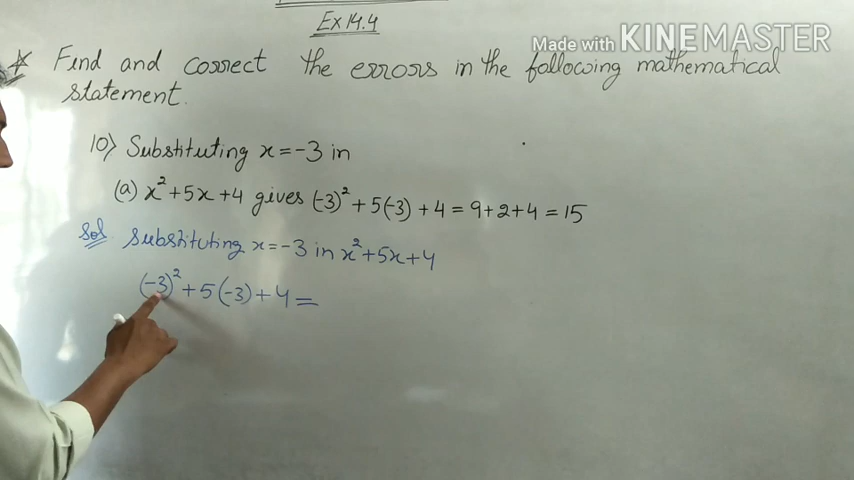 Ex 14.4
Made with KINEMASTER
* Find and correct the errors in the following mathematical
statement.
10) Substituting x = -3 in
(a) x² + 5x + 4 gives (-3)² + 5(-3) + 4 = 9 + 2 + 4 = 15
Sol Substituting x = -3 in x² + 5x + 4
(-3)² + 5(-3) + 4 =